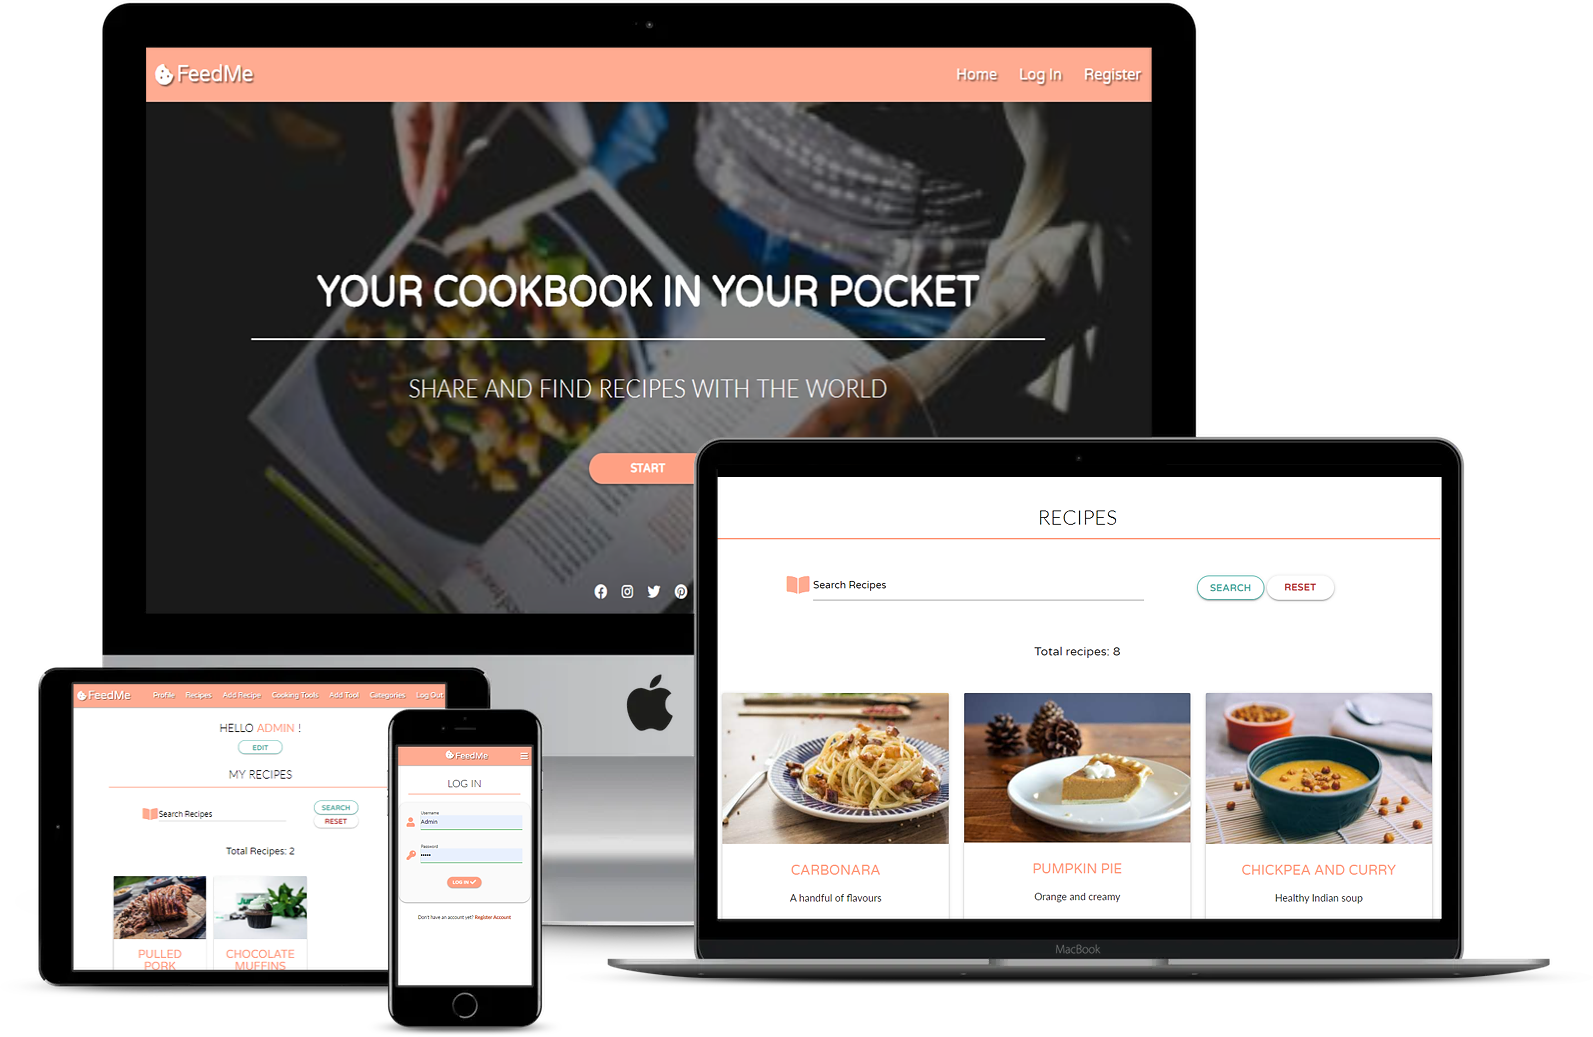 FeedMe
Home Log In Register
YOUR COOKBOOK IN YOUR POCKET
SHARE AND FIND RECIPES WITH THE WORLD
START
RECIPES
Search Recipes
SEARCH RESET
Total recipes: 8
CARBONARA
A handful of flavours
PUMPKIN PIE
Orange and creamy
CHICKPEA AND CURRY
Healthy Indian soup
MacBook
FeedMe
Profile Recipes Add Recipe Cooking Tools Add Tool Categories Log Out
HELLO ADMIN !
EDIT
MY RECIPES
Search Recipes
SEARCH
RESET
Total Recipes: 2
PULLED
PORK
CHOCOLATE
MUFFINS
FeedMe
LOG IN
Username
Admin
Password
•••••
LOG IN
Don't have an account yet? Register Account